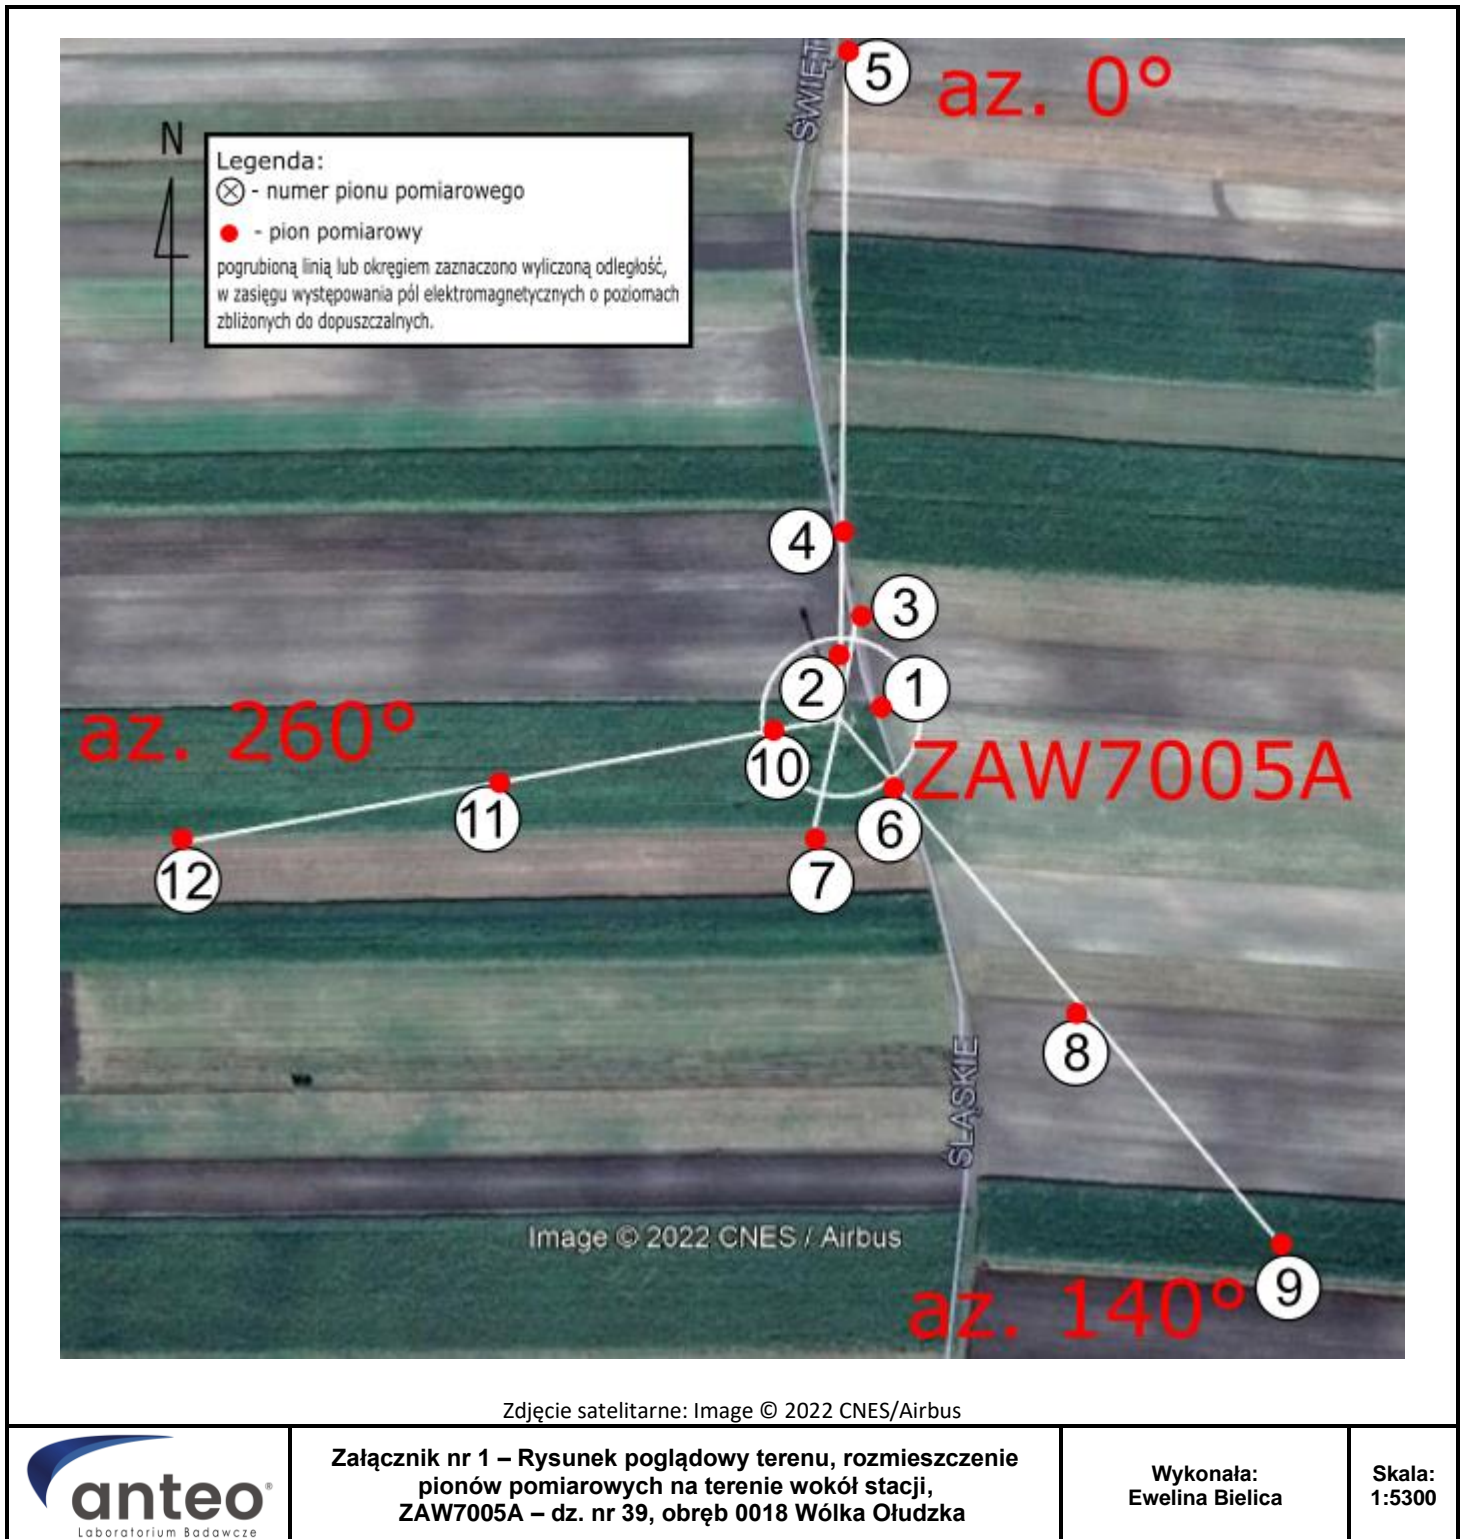 ŚWIĘT
5
az. 0°
N
Legenda:
- numer pionu pomiarowego
- pion pomiarowy
pogrubioną linią lub okręgiem zaznaczono wyliczoną odległość,
w zasięgu występowania pól elektromagnetycznych o poziomach
zbliżonych do dopuszczalnych.
4
3
2
1
az. 260°
10
ZAW7005A
11
6
12
7
8
ŚLĄSKIE
Image © 2022 CNES / Airbus
9
az. 140°
Zdjęcie satelitarne: Image © 2022 CNES/Airbus
anteo®
Laboratorium Badawcze
Załącznik nr 1 – Rysunek poglądowy terenu, rozmieszczenie
pionów pomiarowych na terenie wokół stacji,
ZAW7005A – dz. nr 39, obręb 0018 Wólka Ołudzka
Wykonała:
Ewelina Bielica
Skala:
1:5300